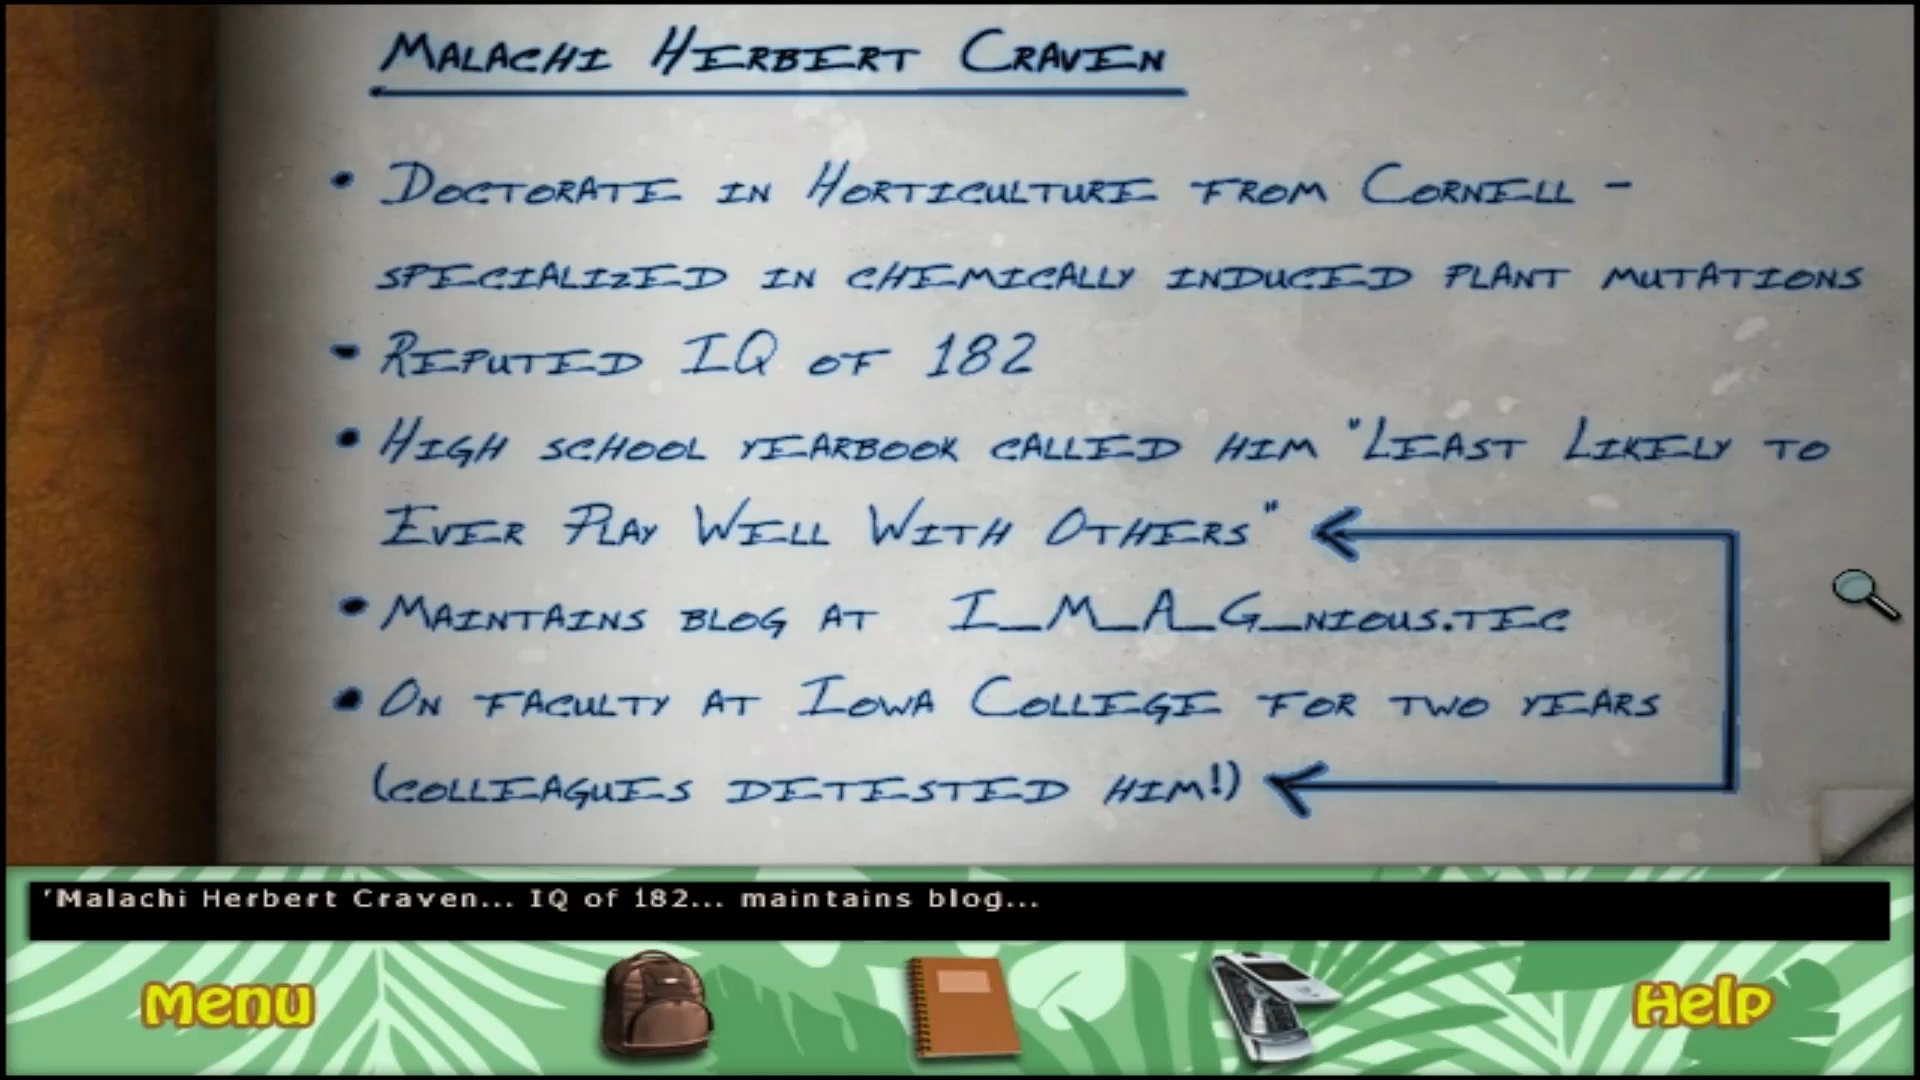 Malachi Herbert Craven
• Doctorate in Horticulture from Cornell -
specialized in chemically induced plant mutations
• Reputed IQ of 182
• High school yearbook called him "Least Likely to
Ever Play Well With Others"
• Maintains blog at I_M_A_G_nious.tec
• On faculty at Iowa College for two years
(colleagues detested him!)
'Malachi Herbert Craven... IQ of 182... maintains blog...
Menu
Help